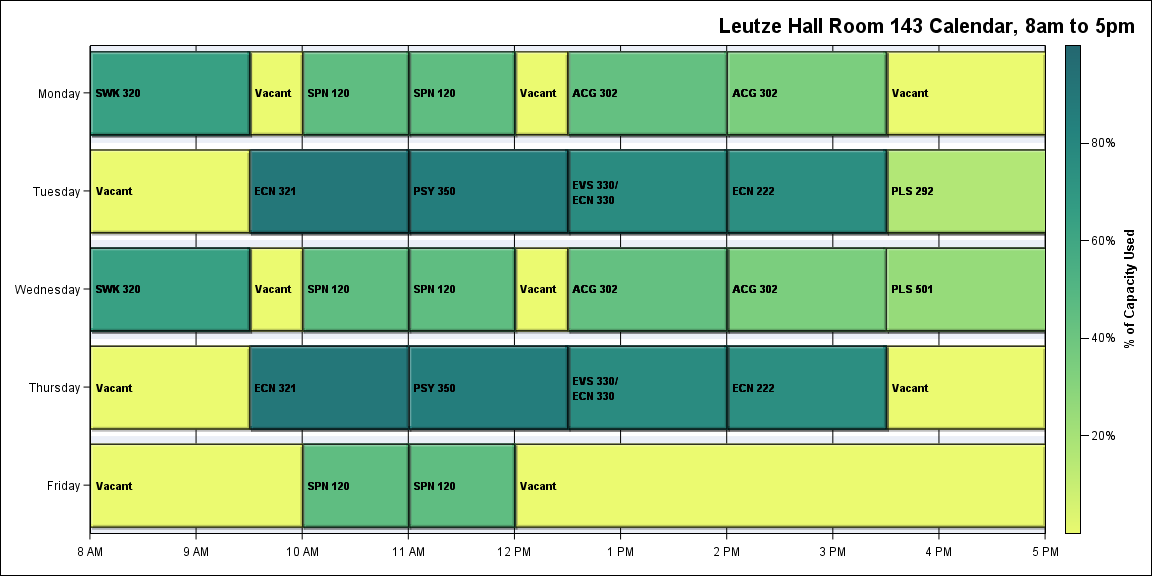 Leutze Hall Room 143 Calendar, 8am to 5pm
Monday
SWK 320
Vacant
SPN 120
SPN 120
Vacant
ACG 302
ACG 302
Vacant
Tuesday
Vacant
ECN 321
PSY 350
EVS 330/
ECN 330
ECN 222
PLS 292
Wednesday
SWK 320
Vacant
SPN 120
SPN 120
Vacant
ACG 302
ACG 302
PLS 501
Thursday
Vacant
ECN 321
PSY 350
EVS 330/
ECN 330
ECN 222
Vacant
Friday
Vacant
SPN 120
SPN 120
Vacant
8 AM
9 AM
10 AM
11 AM
12 PM
1 PM
2 PM
3 PM
4 PM
5 PM
80%
60%
40%
20%
% of Capacity Used